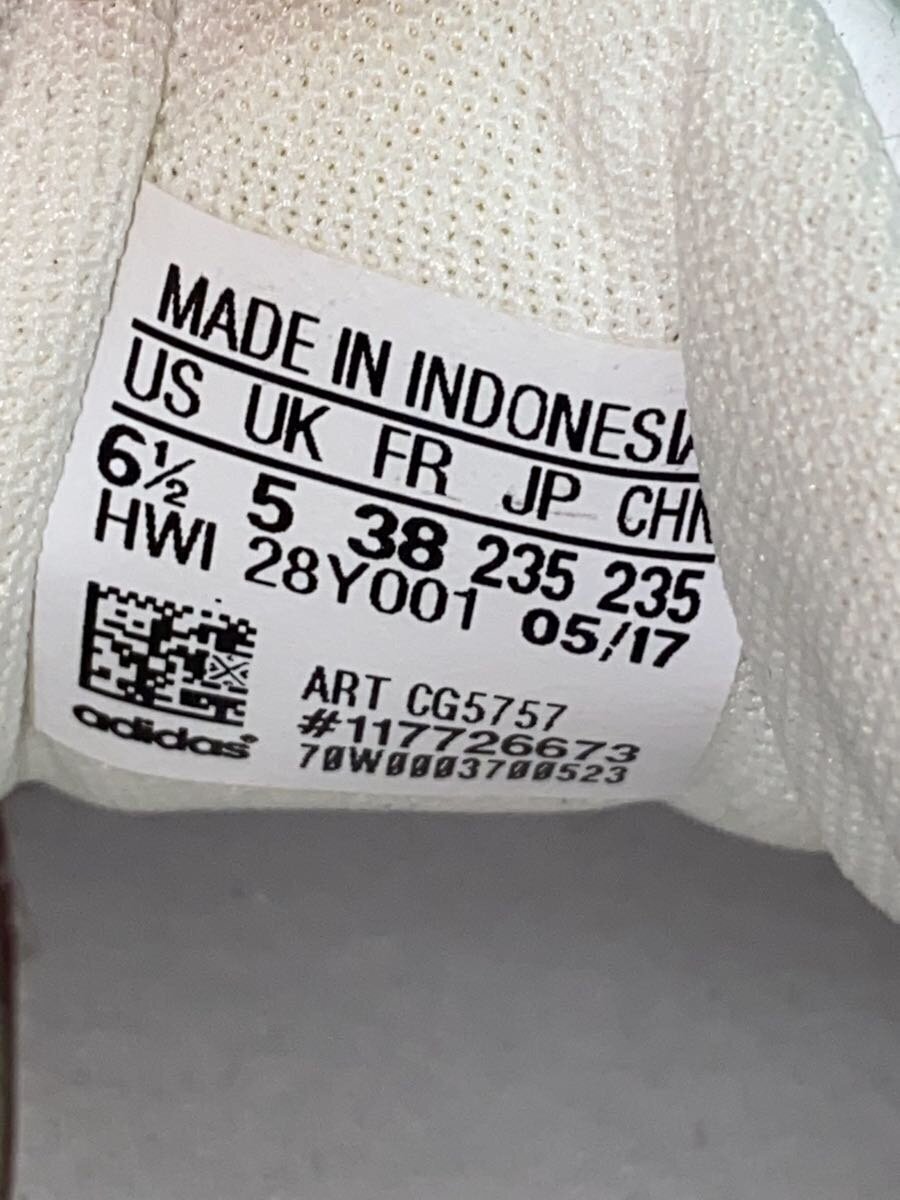 MADE IN INDONESIA
US UK FR JP CHN
6½ 5 38 235 235
HWI 28Y001 05/17
ART CG5757
#117726673
70W0003700523
adidas